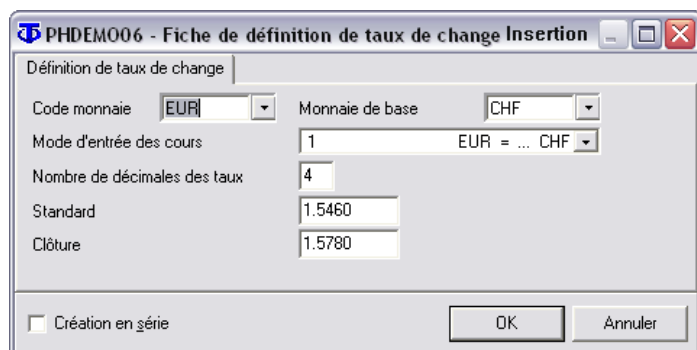 PHDEMO06 - Fiche de définition de taux de change Insertion
Définition de taux de change
Code monnaie EUR Monnaie de base CHF
Mode d'entrée des cours 1 EUR = ... CHF
Nombre de décimales des taux 4
Standard 1.5460
Clôture 1.5780
Création en série OK Annuler